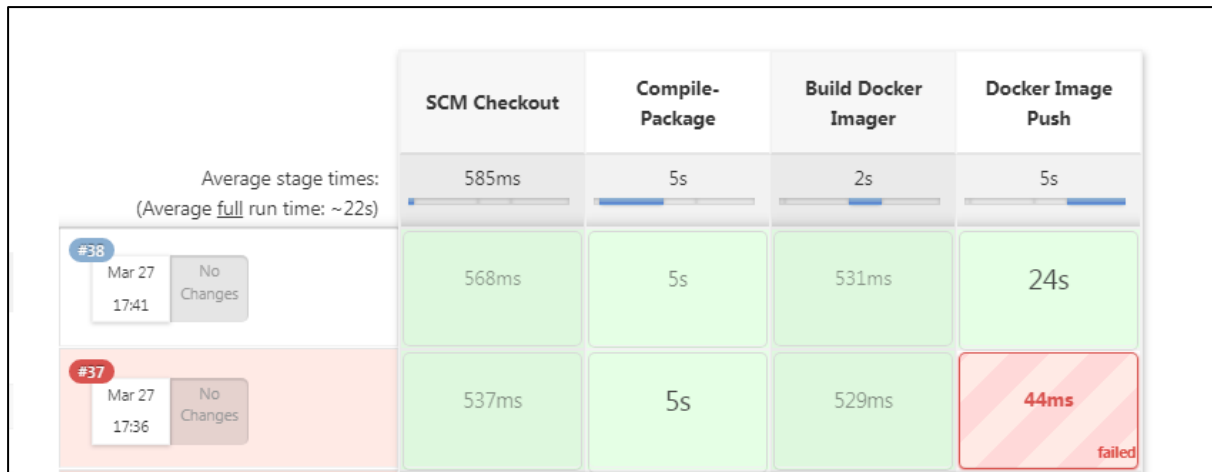 SCM Checkout
Compile-
Package
Build Docker
Imager
Docker Image
Push
Average stage times:
(Average full run time: ~22s)
585ms
5s
2s
5s
#38
Mar 27
17:41
No
Changes
568ms
5s
531ms
24s
#37
Mar 27
17:36
No
Changes
537ms
5s
529ms
44ms
failed